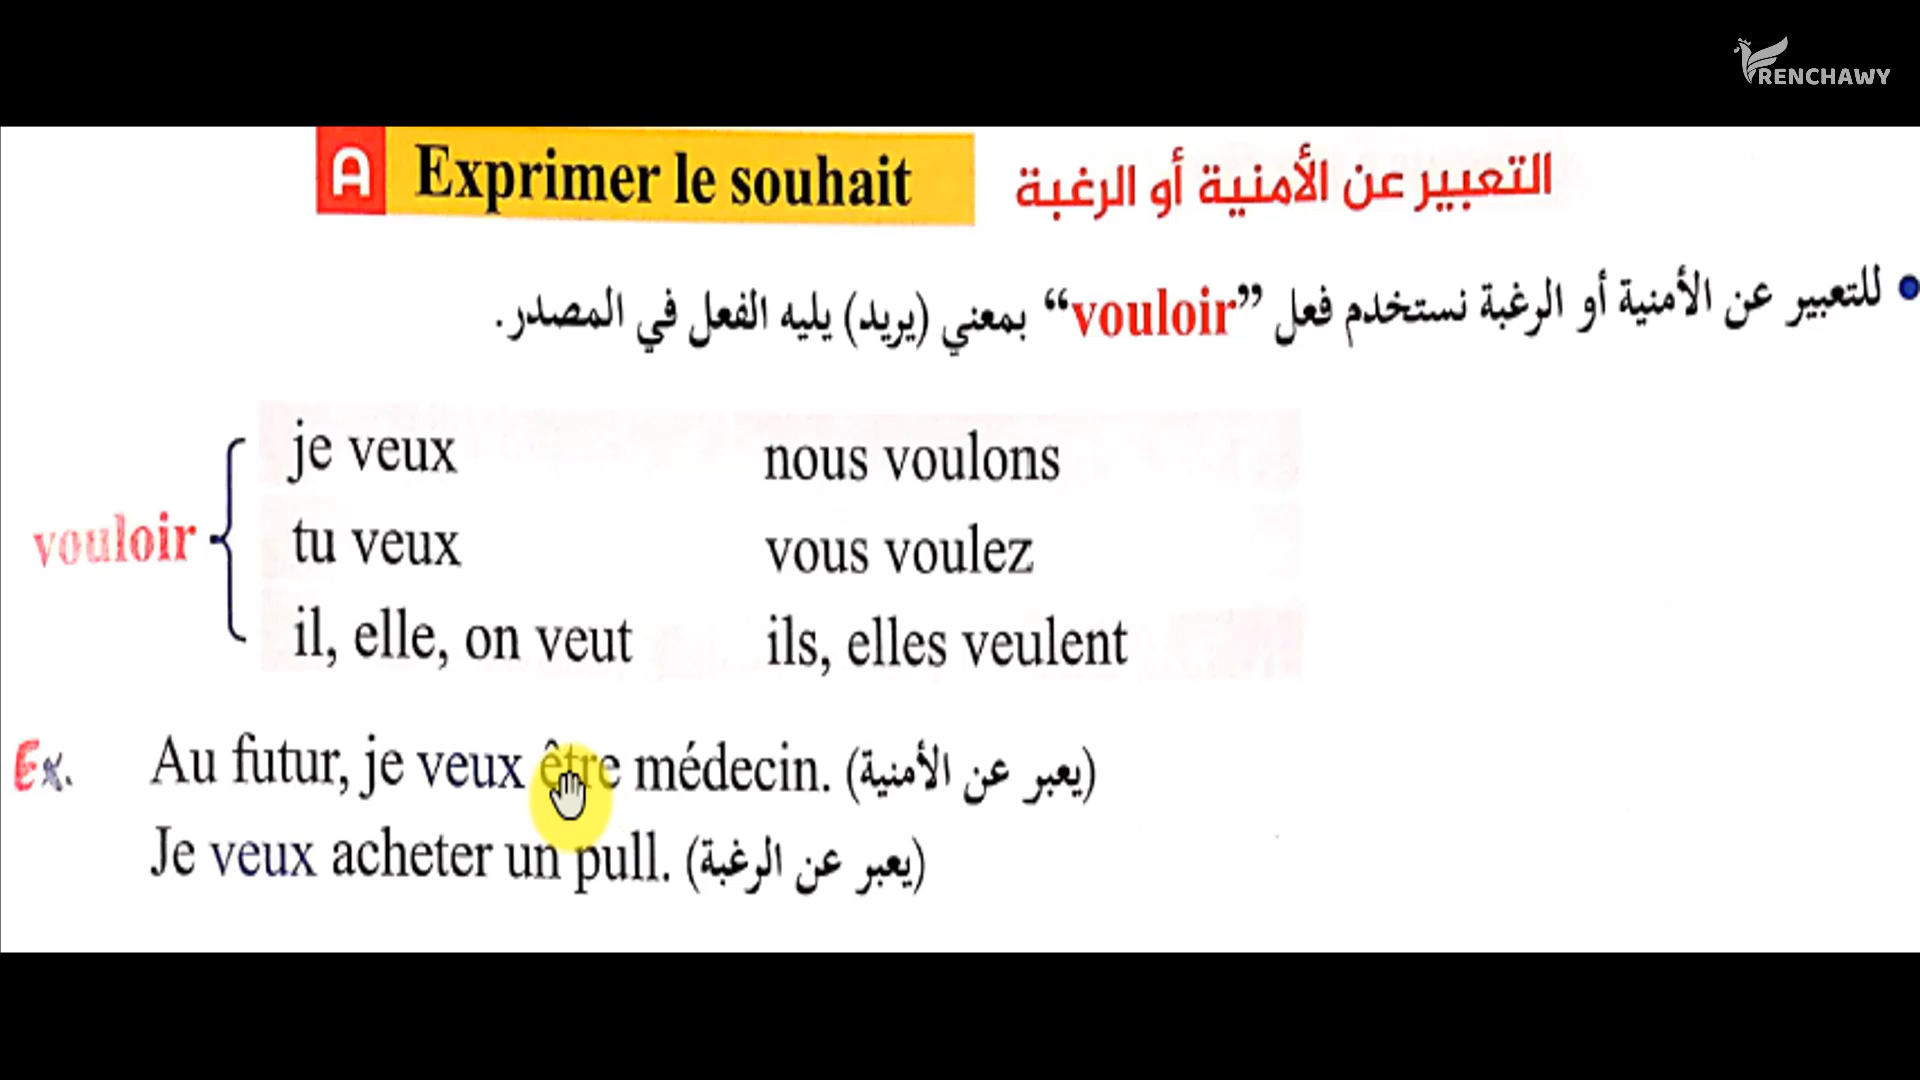 RENCHAWY
A Exprimer le souhait التعبير عن الأمنية أو الرغبة
للتعبير عن الأمنية أو الرغبة نستخدم فعل “vouloir” بمعني (يريد) يليه الفعل في المصدر.
je veux nous voulons
vouloir tu veux vous voulez
il, elle, on veut ils, elles veulent
Ex. Au futur, je veux être médecin. (يعبر عن الأمنية)
Je veux acheter un pull. (يعبر عن الرغبة)